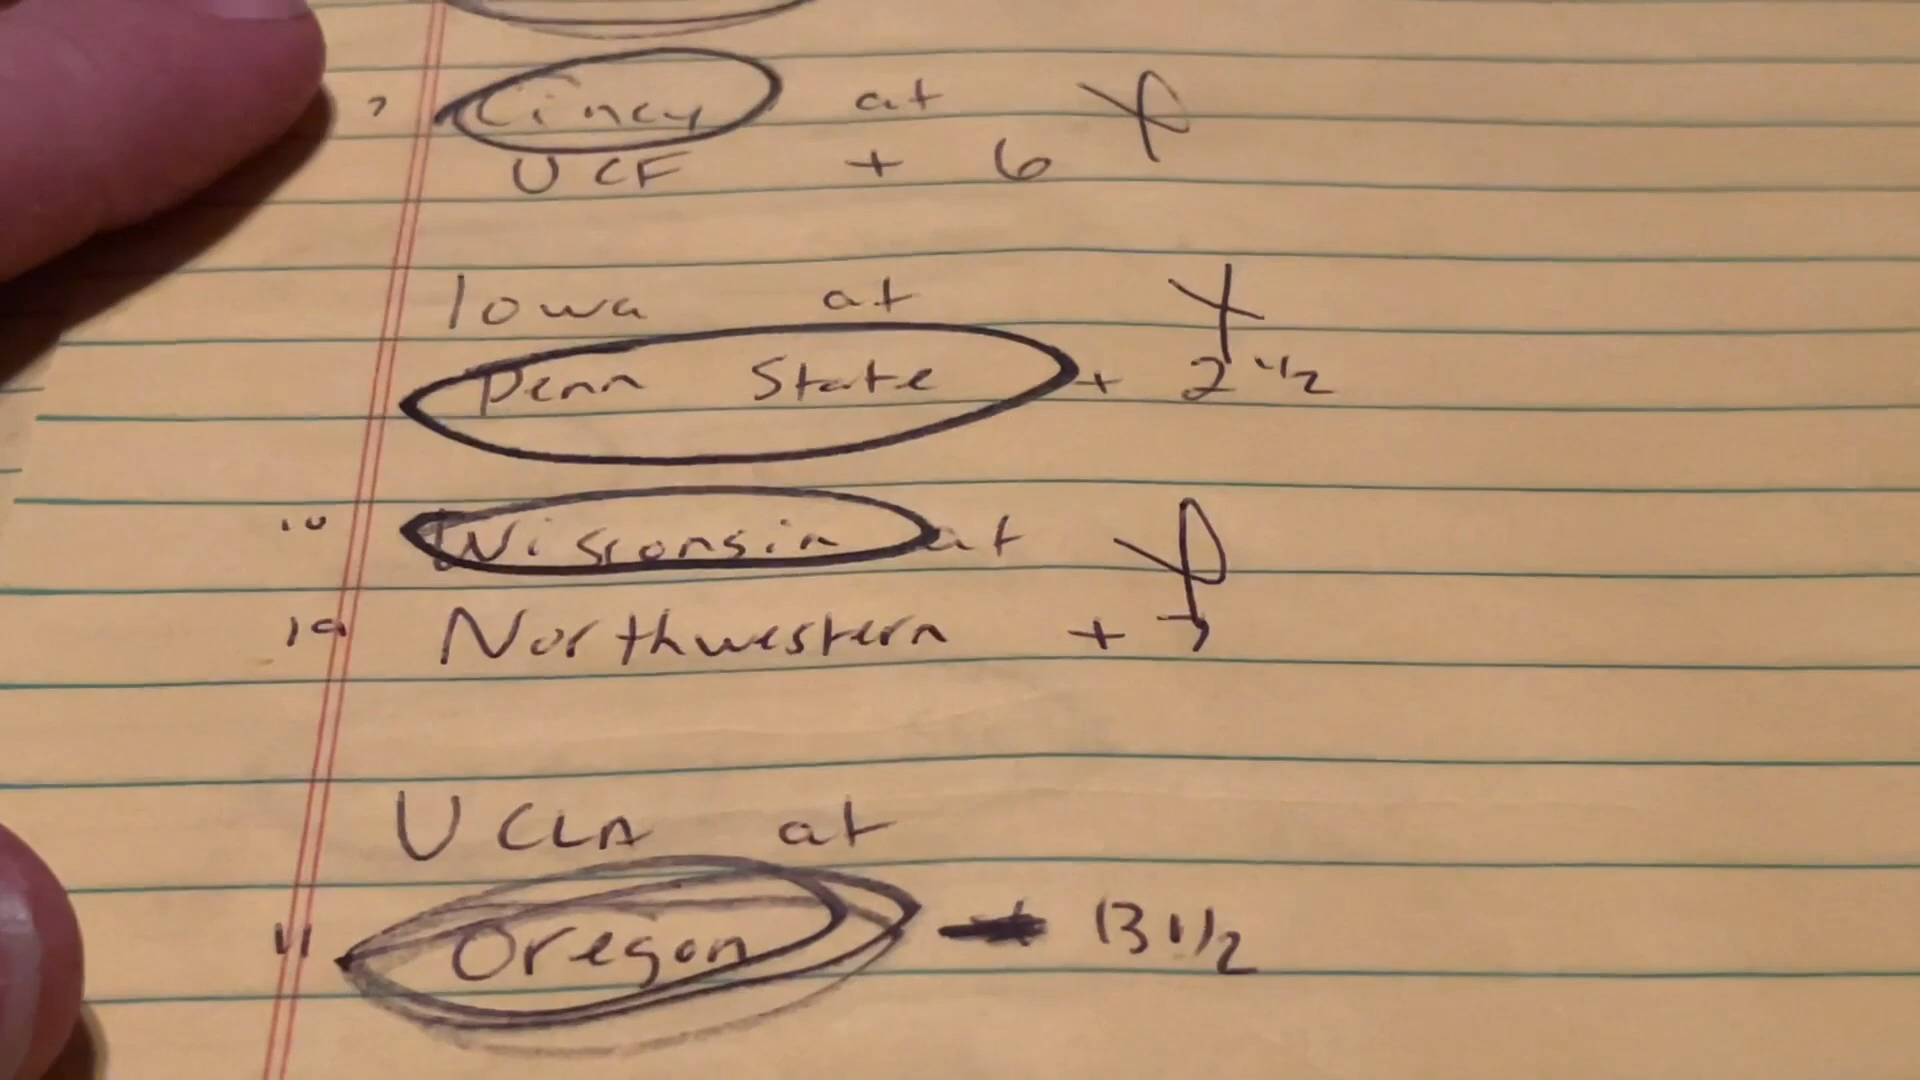 7 Cincy at
UCF + 6
Iowa at
Penn State + 2 1/2
10 Wisconsin at
19 Northwestern +
UCLA at
11 Oregon 13 1/2